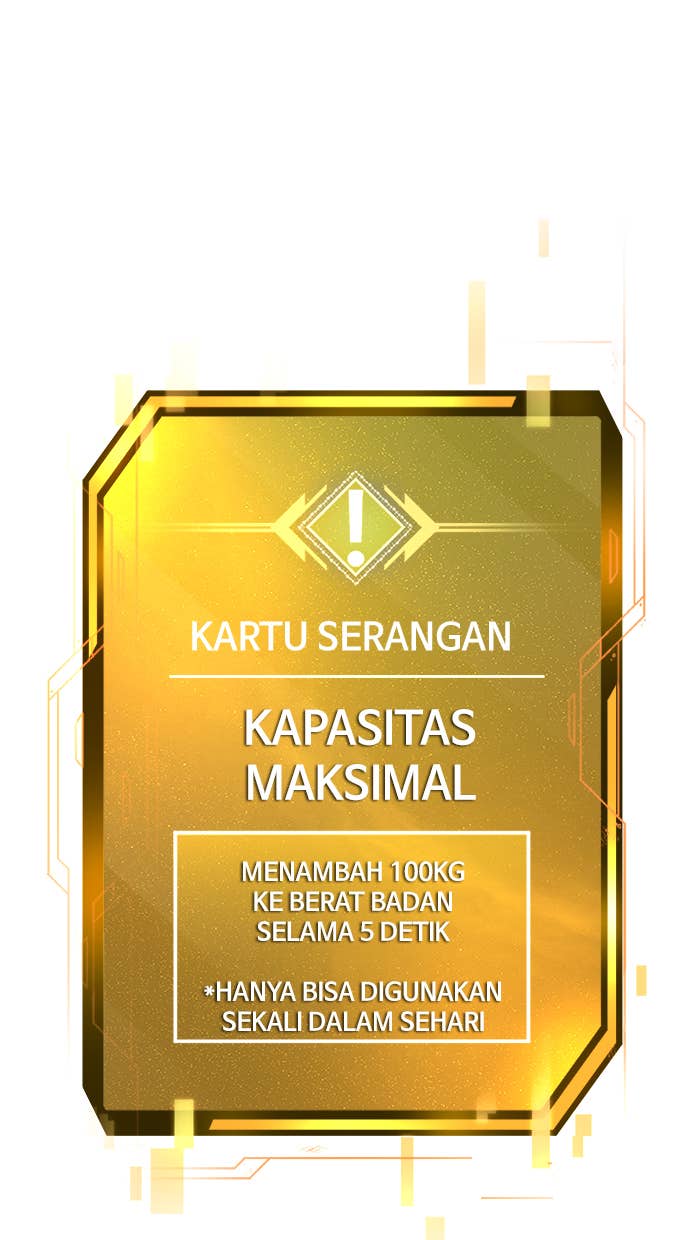 KARTU SERANGAN
KAPASITAS
MAKSIMAL
MENAMBAH 100KG
KE BERAT BADAN
SELAMA 5 DETIK
*HANYA BISA DIGUNAKAN
SEKALI DALAM SEHARI